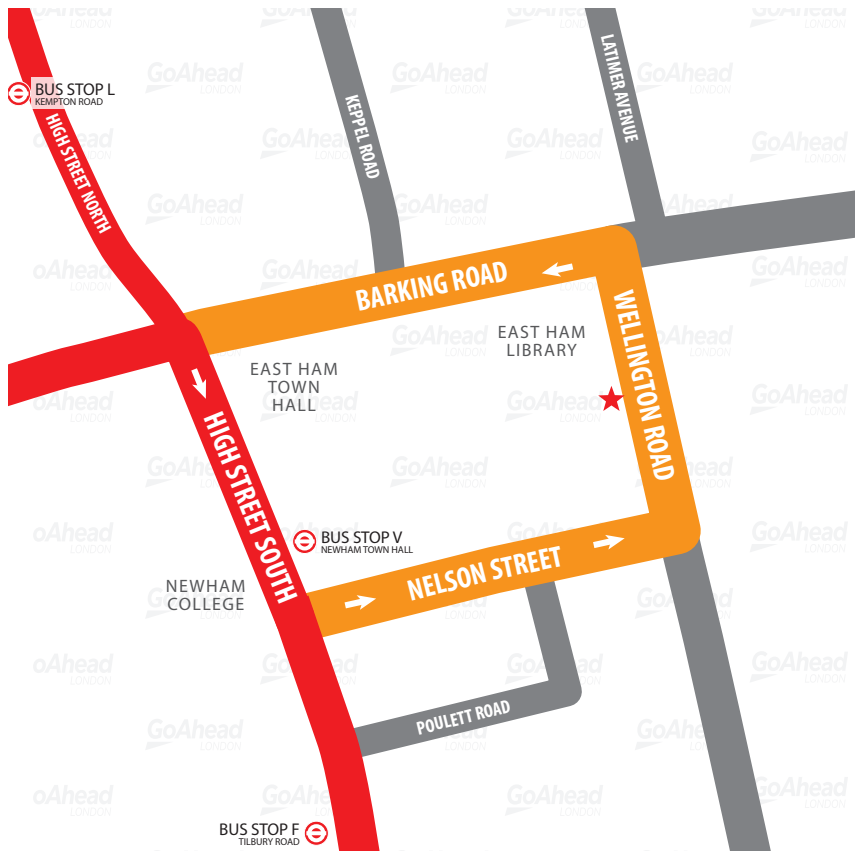 LATIMER AVENUE
BUS STOP L
KEMPTON ROAD
KEPPEL ROAD
HIGH STREET NORTH
BARKING ROAD
WELLINGTON ROAD
EAST HAM
LIBRARY
EAST HAM
TOWN
HALL
HIGH STREET SOUTH
BUS STOP V
NEWHAM TOWN HALL
NELSON STREET
NEWHAM
COLLEGE
POULETT ROAD
BUS STOP F
TILBURY ROAD
GoAhead
LONDON